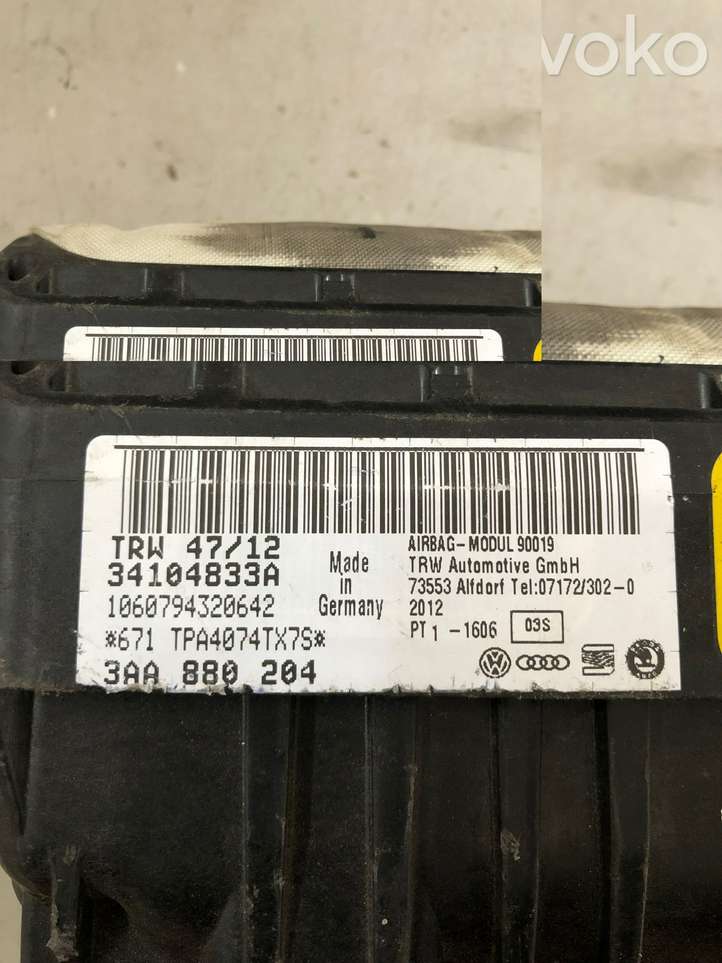 voko
TRW 47/12
34104833A
1060794320642
*671 TPA4074TX7S*
3AA 880 204
Made
in
Germany
AIRBAG-MODUL 90019
TRW Automotive GmbH
73553 Alfdorf Tel:07172/302-0
2012
PT1 -1606 03S